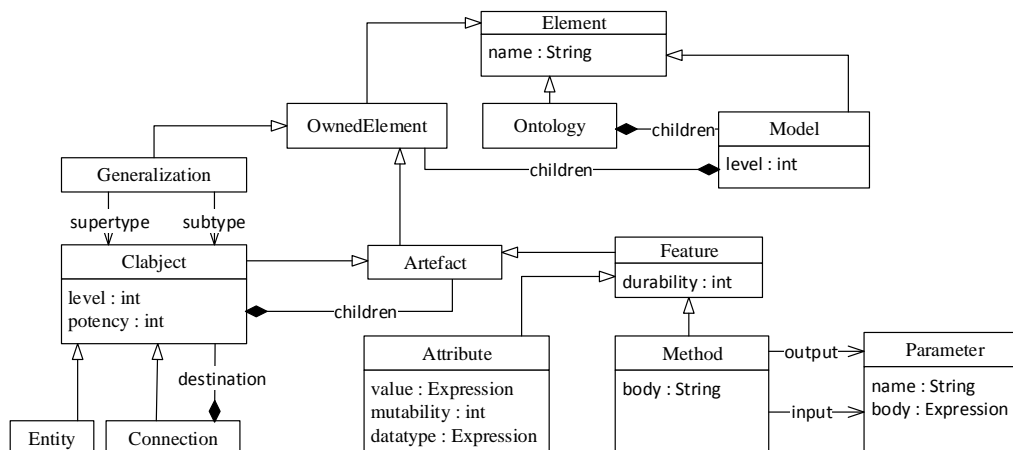 Element
name : String
OwnedElement
Ontology
children
Model
level : int
children
Generalization
supertype
subtype
Clabject
level : int
potency : int
Artefact
children
Feature
durability : int
destination
Attribute
value : Expression
mutability : int
datatype : Expression
Method
body : String
output
input
Parameter
name : String
body : Expression
Entity
Connection